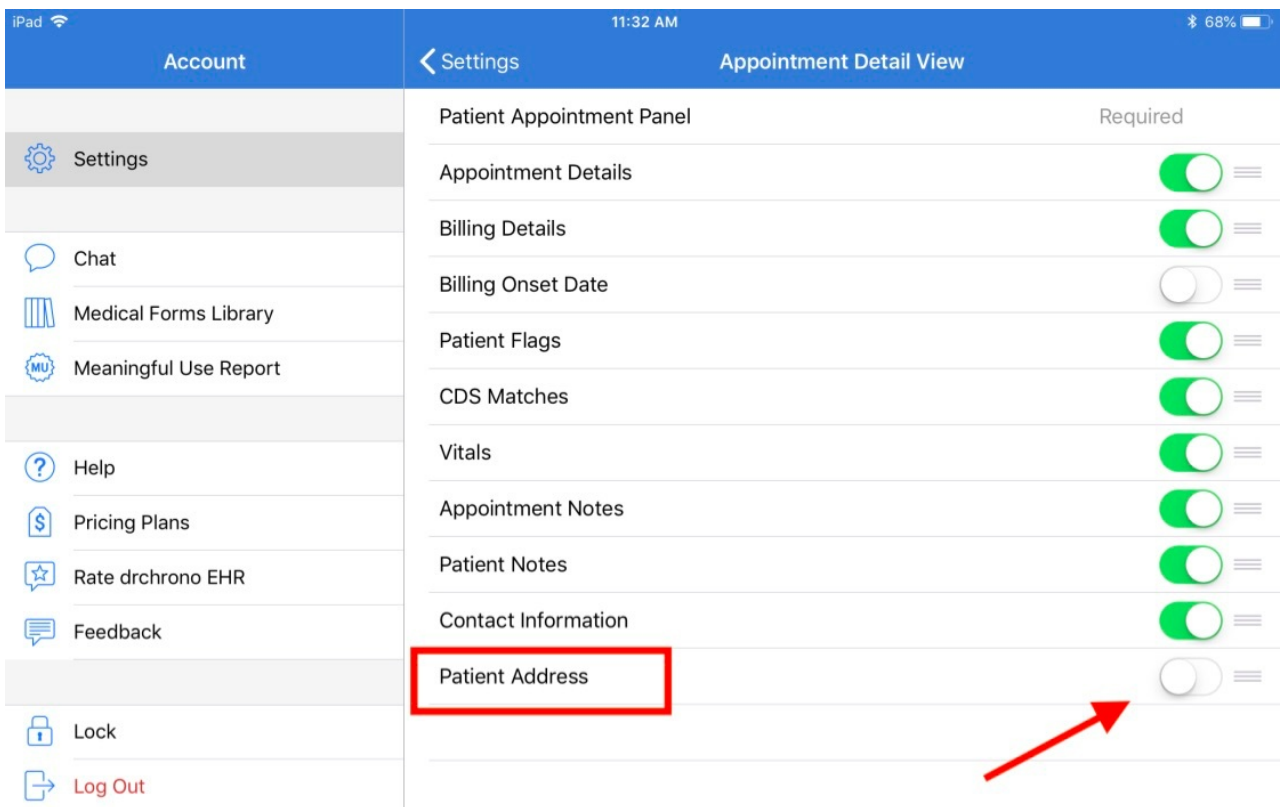 iPad 11:32 AM 68%
Account
Settings
Chat
Medical Forms Library
MU Meaningful Use Report
? Help
$ Pricing Plans
Rate drchrono EHR
Feedback
Lock
Log Out
Settings Appointment Detail View
Patient Appointment Panel Required
Appointment Details
Billing Details
Billing Onset Date
Patient Flags
CDS Matches
Vitals
Appointment Notes
Patient Notes
Contact Information
Patient Address